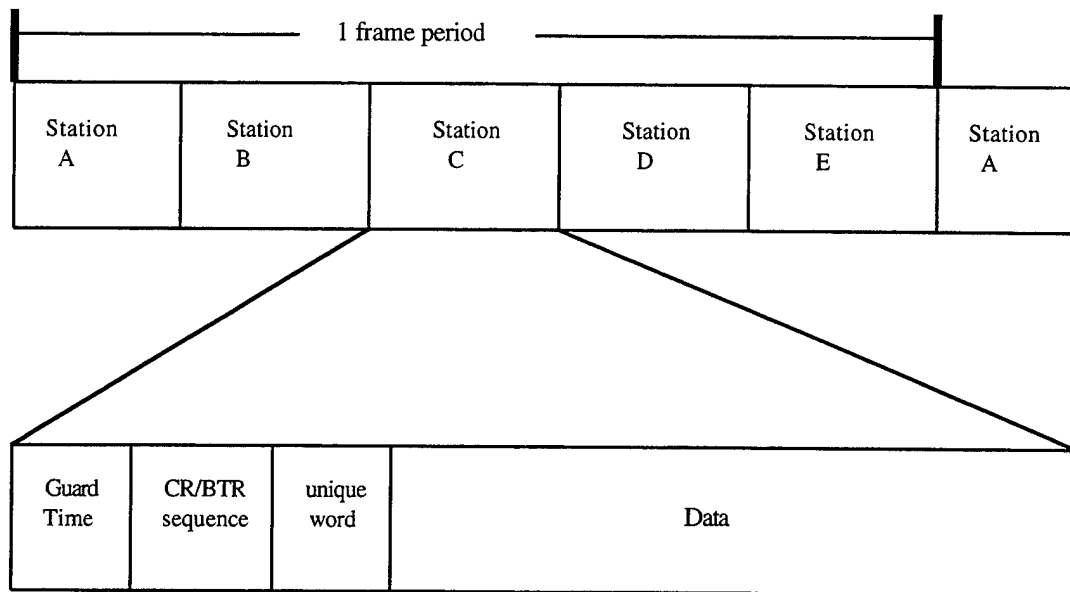 1 frame period
Station
A
Station
B
Station
C
Station
D
Station
E
Station
A
Guard
Time
CR/BTR
sequence
unique
word
Data